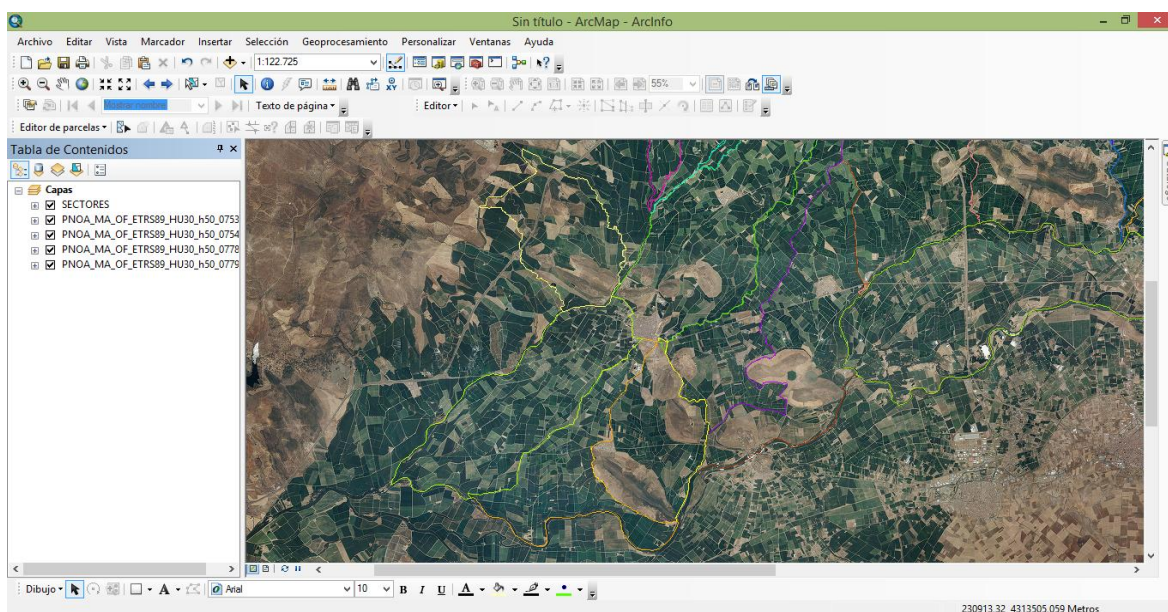 Sin título - ArcMap - ArcInfo
Archivo Editar Vista Marcador Insertar Selección Geoprocesamiento Personalizar Ventanas Ayuda
1:122.725
55%
Mostrar nombre Texto de página Editor
Editor de parcelas
Tabla de Contenidos
Capas
SECTORES
PNOA_MA_OF_ETRS89_HU30_h50_0753
PNOA_MA_OF_ETRS89_HU30_h50_0754
PNOA_MA_OF_ETRS89_HU30_h50_0778
PNOA_MA_OF_ETRS89_HU30_h50_0779
Dibujo A Arial 10 B I U A
230913,32 4313505,059 Metros